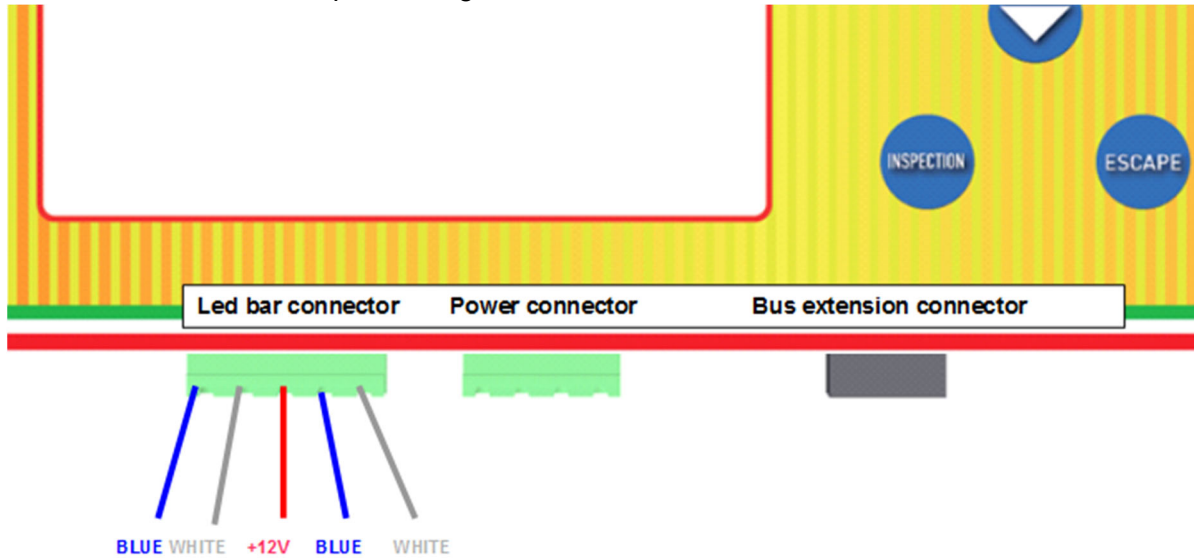 INSPECTION
ESCAPE
Led bar connector Power connector Bus extension connector
BLUE WHITE +12V BLUE WHITE